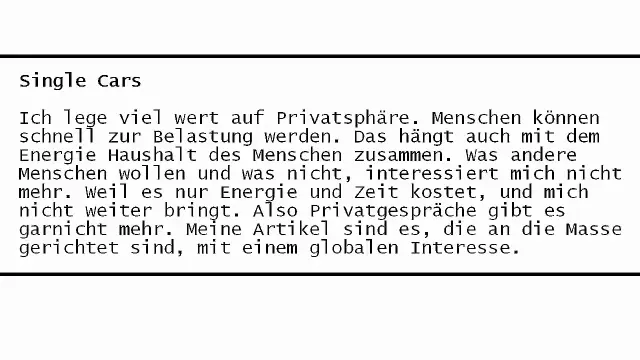 Single Cars
Ich lege viel wert auf Privatsphäre. Menschen können
schnell zur Belastung werden. Das hängt auch mit dem
Energie Haushalt des Menschen zusammen. Was andere
Menschen wollen und was nicht, interessiert mich nicht
mehr. Weil es nur Energie und Zeit kostet, und mich
nicht weiter bringt. Also Privatgespräche gibt es
garnicht mehr. Meine Artikel sind es, die an die Masse
gerichtet sind, mit einem globalen Interesse.